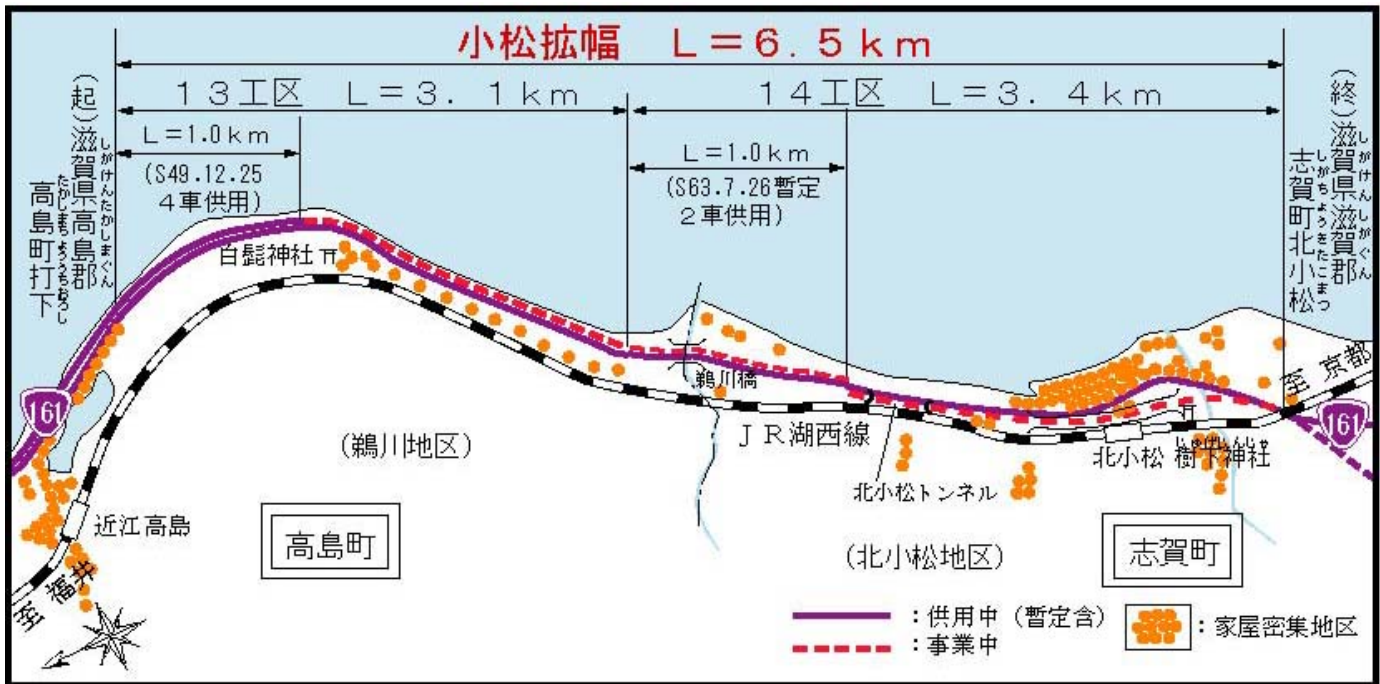 小松拡幅　Ｌ＝６．５ｋｍ
１３工区　Ｌ＝３．１ｋｍ
１４工区　Ｌ＝３．４ｋｍ
Ｌ＝１.０ｋｍ
(S49.12.25
４車供用)
Ｌ＝１.０ｋｍ
(S63.7.26暫定
２車供用)
(起)滋賀県高島郡
しがけんたかしまぐん
高島町打下
たかしまちょううちおろし
(終)滋賀県滋賀郡
しがけんしがぐん
志賀町北小松
しがちょうきたこまつ
白髭神社
鵜川橋
161
161
至 京都
ＪＲ湖西線
(鵜川地区)
北小松
樹下神社
北小松トンネル
近江高島
高島町
(北小松地区)
志賀町
至 福井
：供用中（暫定含）
：事業中
：家屋密集地区